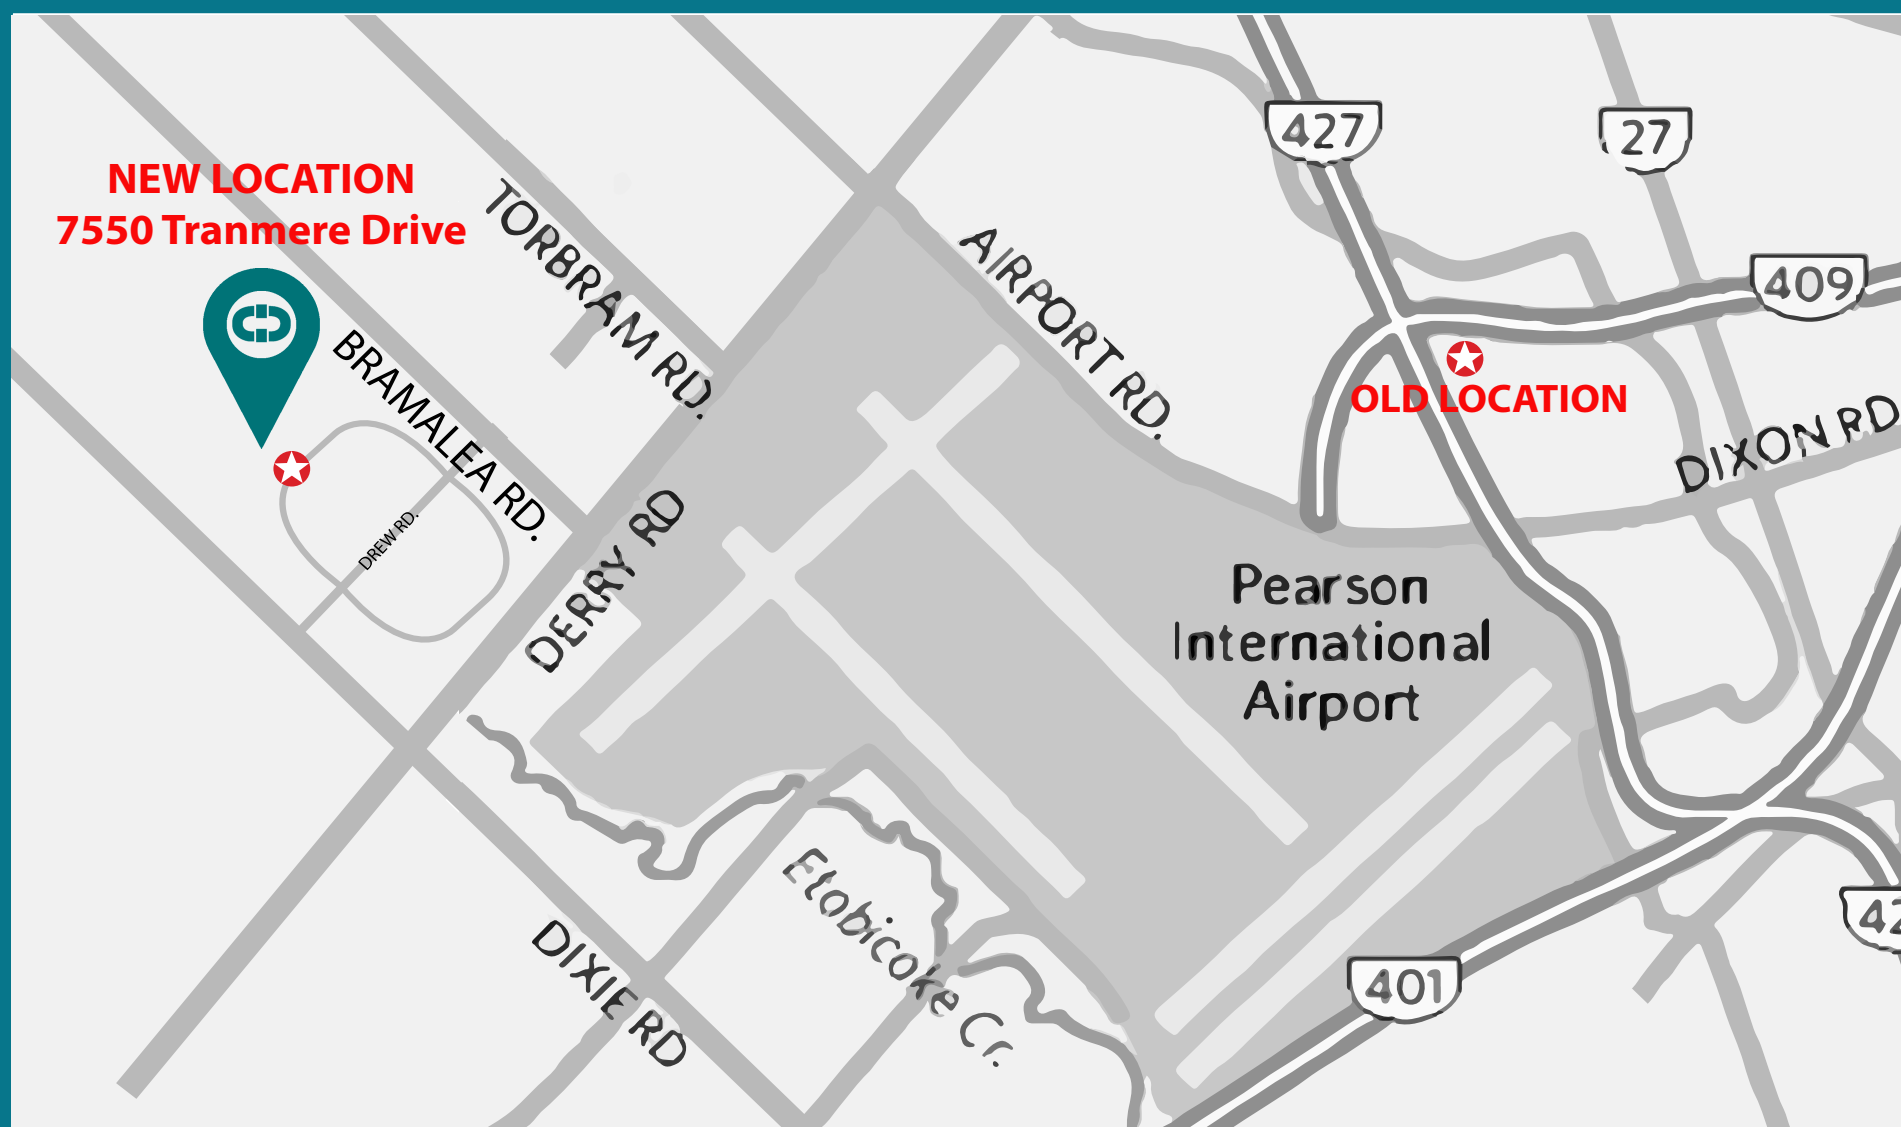 427
27
NEW LOCATION
7550 Tranmere Drive
TORBRAM RD.
AIRPORT RD.
409
BRAMALEA RD.
OLD LOCATION
DIXON RD
DREW RD.
DERRY RD
Pearson
International
Airport
Etobicoke Cr.
DIXIE RD
401
42